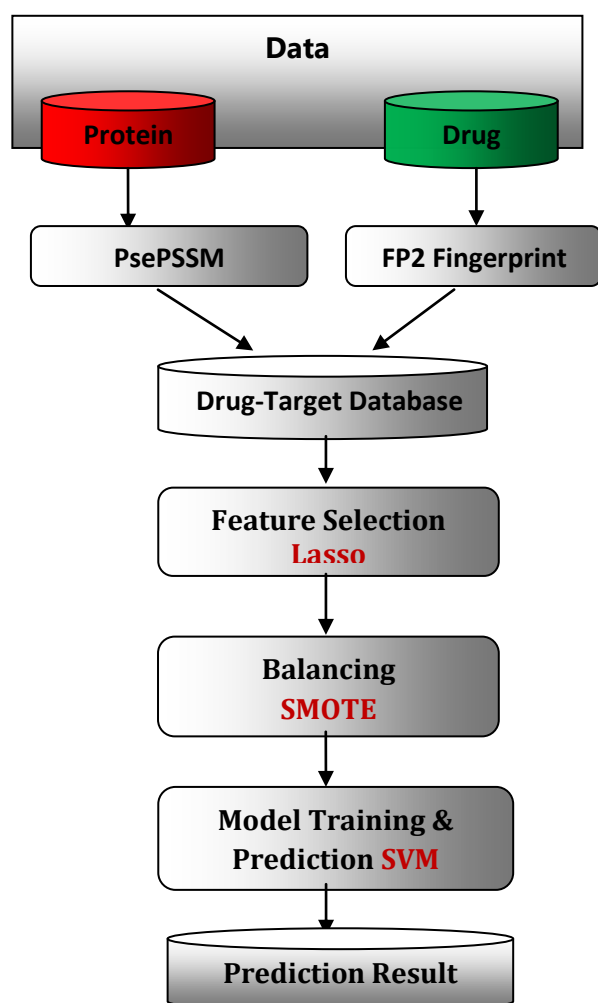 Data
Protein
Drug
PsePSSM
FP2 Fingerprint
Drug-Target Database
Feature Selection
Lasso
Balancing
SMOTE
Model Training &
Prediction SVM
Prediction Result